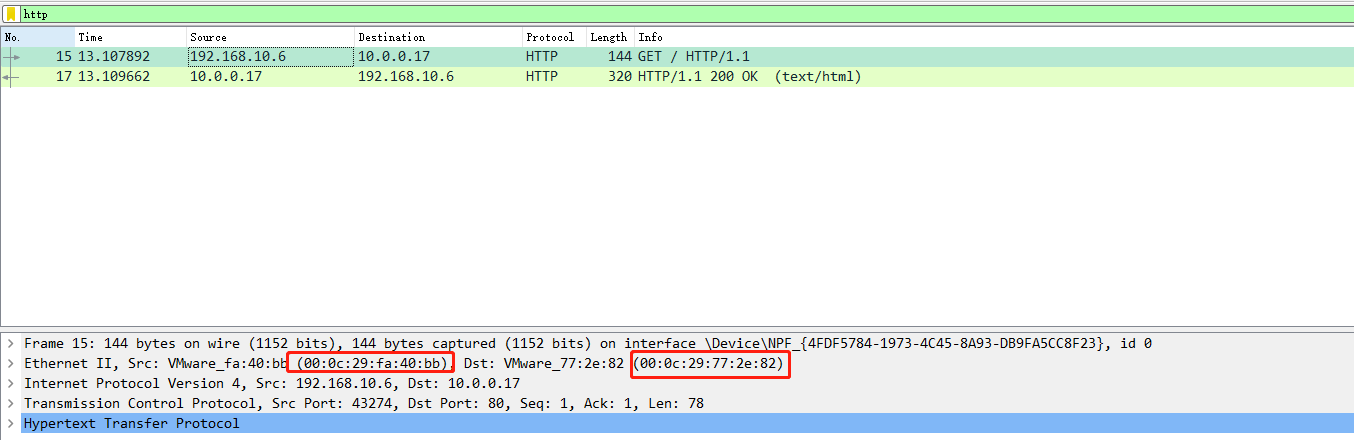 http
No. Time Source Destination Protocol Length Info
15 13.107892 192.168.10.6 10.0.0.17 HTTP 144 GET / HTTP/1.1
17 13.109662 10.0.0.17 192.168.10.6 HTTP 320 HTTP/1.1 200 OK (text/html)
Frame 15: 144 bytes on wire (1152 bits), 144 bytes captured (1152 bits) on interface \Device\NPF_{4FDF5784-1973-4C45-8A93-DB9FA5CC8F23}, id 0
Ethernet II, Src: VMware_fa:40:bb (00:0c:29:fa:40:bb), Dst: VMware_77:2e:82 (00:0c:29:77:2e:82)
Internet Protocol Version 4, Src: 192.168.10.6, Dst: 10.0.0.17
Transmission Control Protocol, Src Port: 43274, Dst Port: 80, Seq: 1, Ack: 1, Len: 78
Hypertext Transfer Protocol